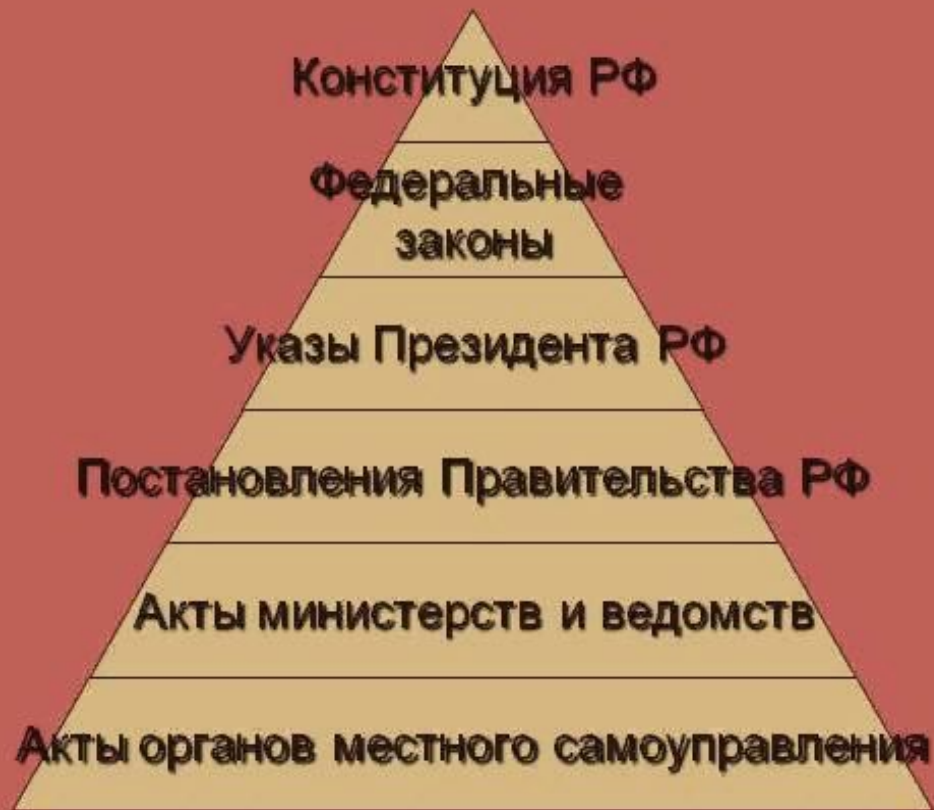 Конституция РФ
Федеральные
законы
Указы Президента РФ
Постановления Правительства РФ
Акты министерств и ведомств
Акты органов местного самоуправления